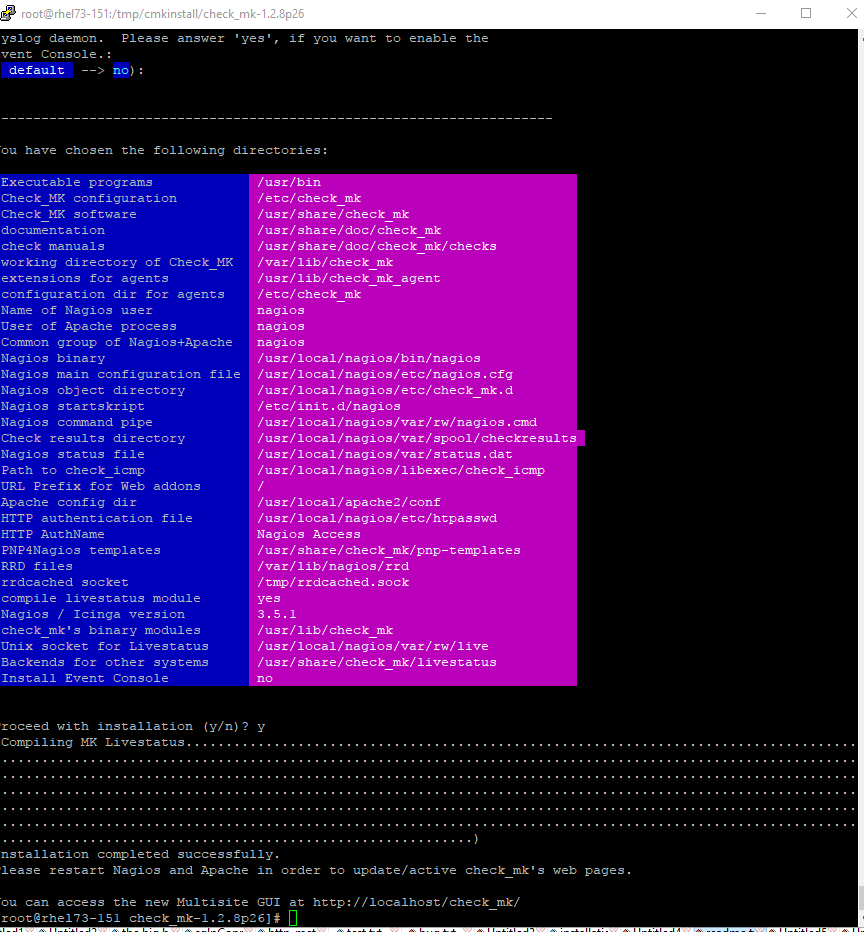 root@rhel73-151:/tmp/cmkinstall/check_mk-1.2.8p26
yslog daemon.  Please answer 'yes', if you want to enable the
vent Console.:
default --> no):
---------------------------------------------------------------------
ou have chosen the following directories:
Executable programs /usr/bin
Check_MK configuration /etc/check_mk
Check_MK software /usr/share/check_mk
documentation /usr/share/doc/check_mk
check manuals /usr/share/doc/check_mk/checks
working directory of Check_MK /var/lib/check_mk
extensions for agents /usr/lib/check_mk_agent
configuration dir for agents /etc/check_mk
Name of Nagios user nagios
User of Apache process nagios
Common group of Nagios+Apache nagios
Nagios binary /usr/local/nagios/bin/nagios
Nagios main configuration file /usr/local/nagios/etc/nagios.cfg
Nagios object directory /usr/local/nagios/etc/check_mk.d
Nagios startskript /etc/init.d/nagios
Nagios command pipe /usr/local/nagios/var/rw/nagios.cmd
Check results directory /usr/local/nagios/var/spool/checkresults
Nagios status file /usr/local/nagios/var/status.dat
Path to check_icmp /usr/local/nagios/libexec/check_icmp
URL Prefix for Web addons /
Apache config dir /usr/local/apache2/conf
HTTP authentication file /usr/local/nagios/etc/htpasswd
HTTP AuthName Nagios Access
PNP4Nagios templates /usr/share/check_mk/pnp-templates
RRD files /var/lib/nagios/rrd
rrdcached socket /tmp/rrdcached.sock
compile livestatus module yes
Nagios / Icinga version 3.5.1
check_mk's binary modules /usr/lib/check_mk
Unix socket for Livestatus /usr/local/nagios/var/rw/live
Backends for other systems /usr/share/check_mk/livestatus
Install Event Console no
roceed with installation (y/n)? y
Compiling MK Livestatus....................................................................................
...........................................................................................................
...........................................................................................................
...........................................................................................................
...........................................................................................................
...........................................................................................................
...........................................................)
nstallation completed successfully.
lease restart Nagios and Apache in order to update/active check_mk's web pages.
ou can access the new Multisite GUI at http://localhost/check_mk/
root@rhel73-151 check_mk-1.2.8p26]#